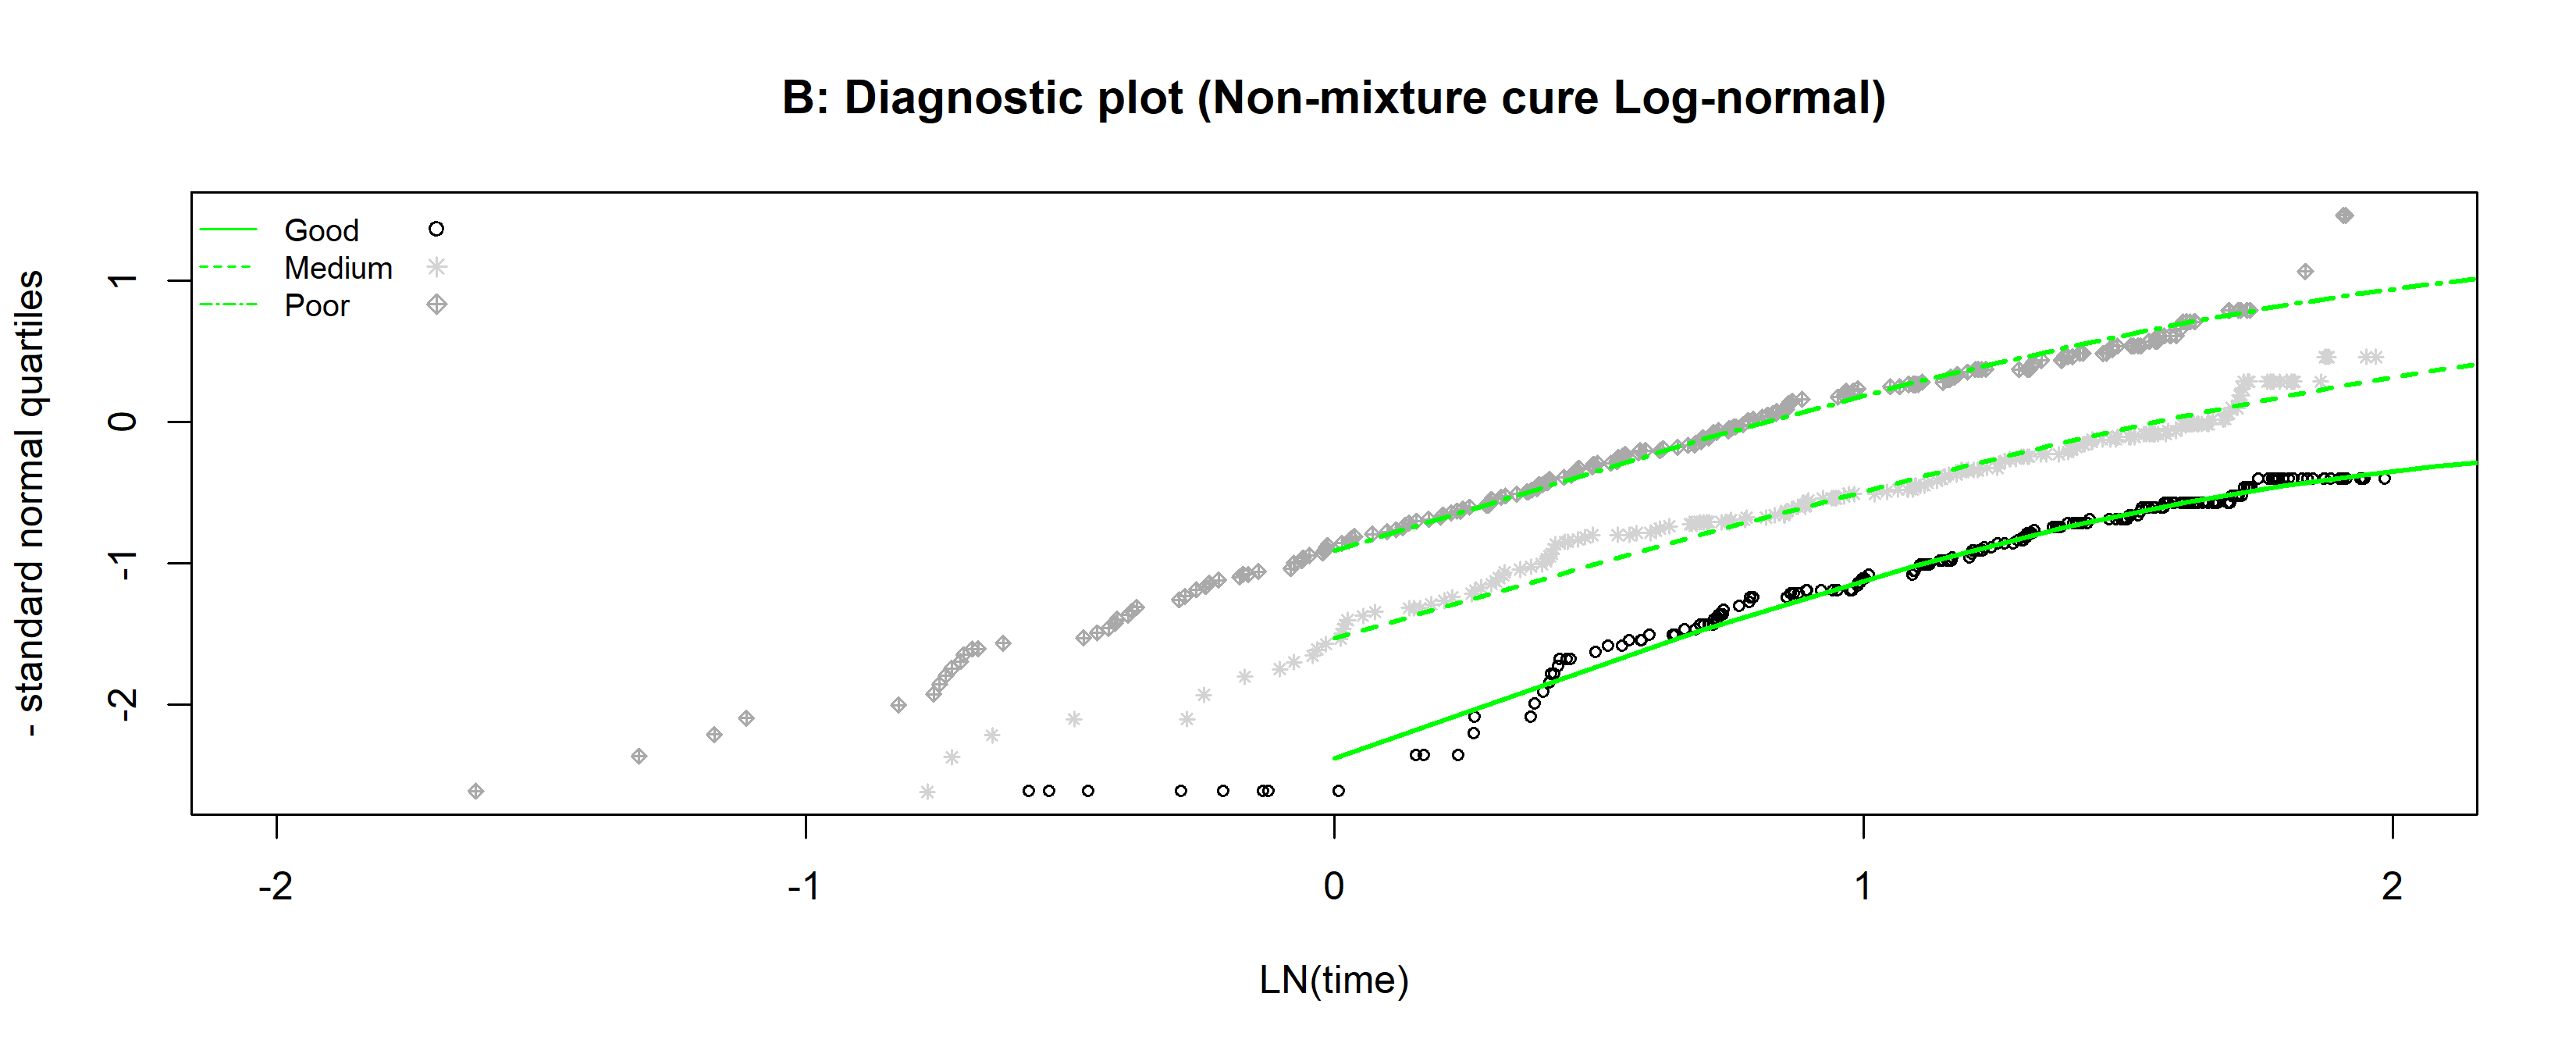 B: Diagnostic plot (Non-mixture cure Log-normal)
Good
Medium
Poor
- standard normal quartiles
1
0
-1
-2
-2
-1
0
1
2
LN(time)